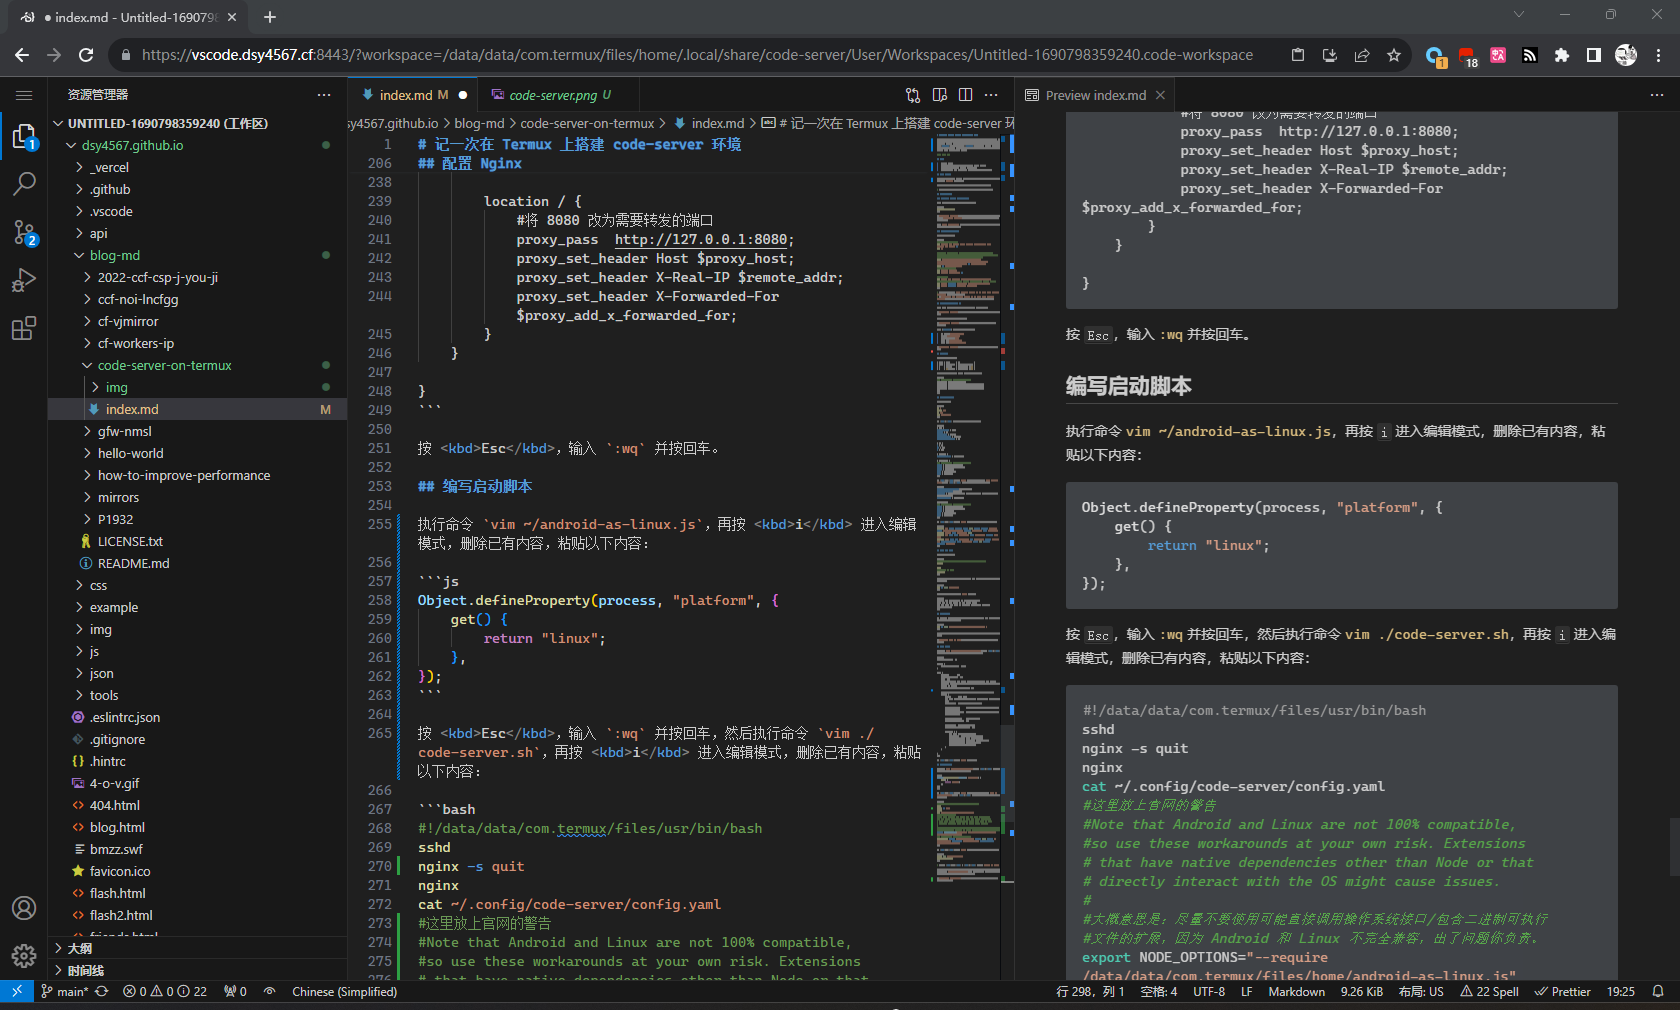 ● index.md - Untitled-1690798
https://vscode.dsy4567.cf:8443/?workspace=/data/data/com.termux/files/home/.local/share/code-server/User/Workspaces/Untitled-1690798359240.code-workspace
1
18
资源管理器
UNTITLED-1690798359240 (工作区)
dsy4567.github.io
_vercel
.github
.vscode
api
blog-md
2022-ccf-csp-j-you-ji
ccf-noi-lncfgg
cf-vjmirror
cf-workers-ip
code-server-on-termux
img
index.md M
gfw-nmsl
hello-world
how-to-improve-performance
mirrors
P1932
LICENSE.txt
README.md
css
example
img
js
json
tools
.eslintrc.json
.gitignore
.hintrc
4-o-v.gif
404.html
blog.html
bmzz.swf
favicon.ico
flash.html
flash2.html
friends.html
大纲
时间线
1
2
index.md M ●
code-server.png U
sy4567.github.io > blog-md > code-server-on-termux > index.md > # 记一次在 Termux 上搭建 code-server 环
1 # 记一次在 Termux 上搭建 code-server 环境
206 ## 配置 Nginx
238
239 location / {
240 #将 8080 改为需要转发的端口
241 proxy_pass  http://127.0.0.1:8080;
242 proxy_set_header Host $proxy_host;
243 proxy_set_header X-Real-IP $remote_addr;
244 proxy_set_header X-Forwarded-For
$proxy_add_x_forwarded_for;
245 }
246 }
247
248 }
249 ```
250
251 按 <kbd>Esc</kbd>，输入 `:wq` 并按回车。
252
253 ## 编写启动脚本
254
255 执行命令 `vim ~/android-as-linux.js`，再按 <kbd>i</kbd> 进入编辑
模式，删除已有内容，粘贴以下内容：
256
257 ```js
258 Object.defineProperty(process, "platform", {
259 get() {
260 return "linux";
261 },
262 });
263 ```
264
265 按 <kbd>Esc</kbd>，输入 `:wq` 并按回车，然后执行命令 `vim ./
code-server.sh`，再按 <kbd>i</kbd> 进入编辑模式，删除已有内容，粘贴
以下内容：
266
267 ```bash
268 #!/data/data/com.termux/files/usr/bin/bash
269 sshd
270 nginx -s quit
271 nginx
272 cat ~/.config/code-server/config.yaml
273 #这里放上官网的警告
274 #Note that Android and Linux are not 100% compatible,
275 #so use these workarounds at your own risk. Extensions
276 # that have native dependencies other than Node or that
Preview index.md
#将 8080 改为需要转发的端口
proxy_pass  http://127.0.0.1:8080;
proxy_set_header Host $proxy_host;
proxy_set_header X-Real-IP $remote_addr;
proxy_set_header X-Forwarded-For
$proxy_add_x_forwarded_for;
}
}
}
按 Esc，输入 :wq 并按回车。
编写启动脚本
执行命令 vim ~/android-as-linux.js，再按 i 进入编辑模式，删除已有内容，粘
贴以下内容：
Object.defineProperty(process, "platform", {
get() {
return "linux";
},
});
按 Esc，输入 :wq 并按回车，然后执行命令 vim ./code-server.sh，再按 i 进入编
辑模式，删除已有内容，粘贴以下内容：
#!/data/data/com.termux/files/usr/bin/bash
sshd
nginx -s quit
nginx
cat ~/.config/code-server/config.yaml
#这里放上官网的警告
#Note that Android and Linux are not 100% compatible,
#so use these workarounds at your own risk. Extensions
# that have native dependencies other than Node or that
# directly interact with the OS might cause issues.
#
#大概意思是：尽量不要使用可能直接调用操作系统接口/包含二进制可执行
#文件的扩展，因为 Android 和 Linux 不完全兼容，出了问题你负责.
export NODE_OPTIONS="--require
/data/data/com.termux/files/home/android-as-linux.js"
main* 0 0 22 0 Chinese (Simplified)
行 298，列 1 空格: 4 UTF-8 LF Markdown 9.26 KiB 布局: US 22 Spell Prettier 19:25